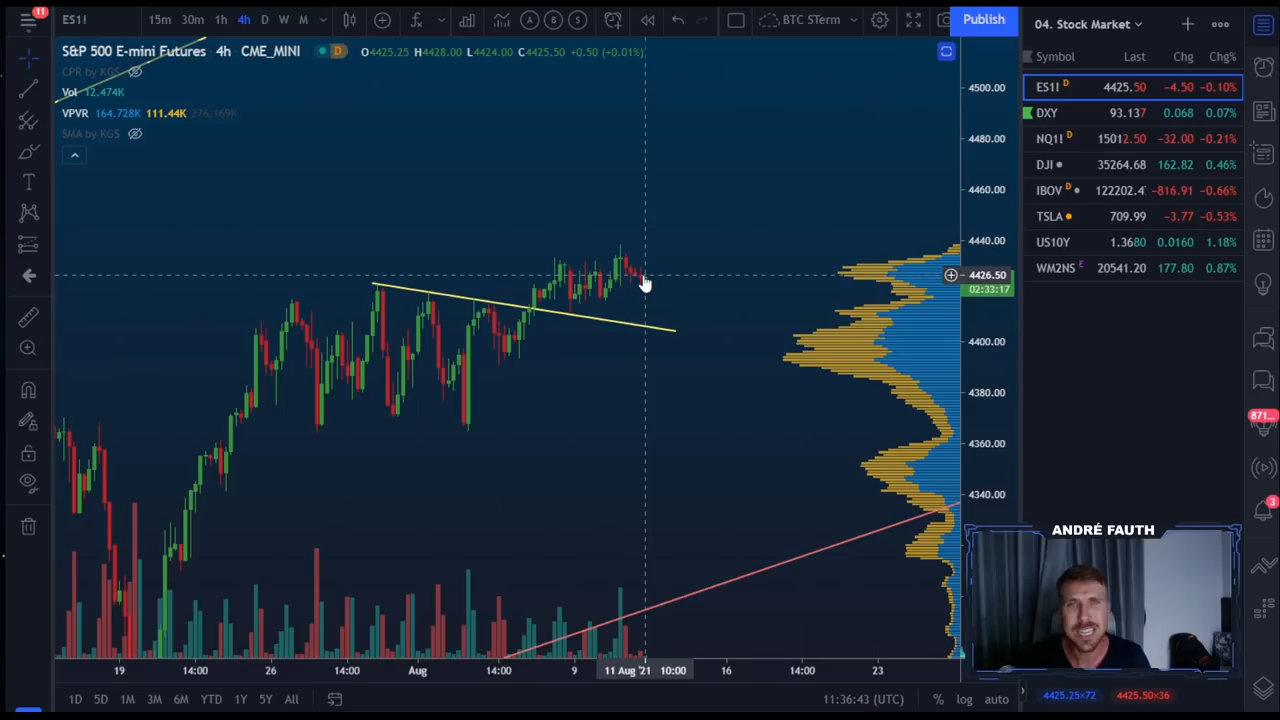 11
ES1!
15m 30m 1h 4h D W M
A B S
BTC STerm
Publish
04. Stock Market
S&P 500 E-mini Futures 4h CME_MINI
D
O4425.25 H4428.00 L4424.00 C4425.50 +0.50 (+0.01%)
CPR by KGS
Vol 12.474K
VPVR 164.728K 111.44K 276.169K
SMA by KGS
Symbol Last Chg Chg%
ES1! D 4425.50 −4.50 −0.10%
DXY 93.137 0.068 0.07%
NQ1! D 15012.50 −32.00 −0.21%
DJI 35264.68 162.82 0.46%
IBOV D 122202.4 −816.91 −0.66%
TSLA 709.99 −3.77 −0.53%
US10Y 1.3680 0.0160 1.18%
WM2NS E 20541.20 177.80 0.87%
4500.00
4480.00
4460.00
4440.00
4426.50
02:33:17
4400.00
4380.00
4360.00
4340.00
871...
3
ANDRÉ FAUTH
19 14:00 26 14:00 Aug 14:00 9 11 Aug '21 10:00 16 14:00 23
1D 5D 1M 3M 6M YTD 1Y 5Y All
11:36:43 (UTC)
% log auto
4425.25×72 4425.50×36